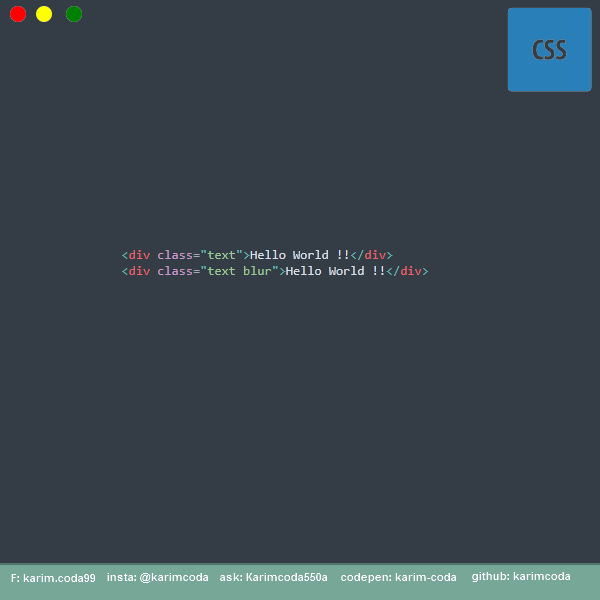 CSS
<div class="text">Hello World !!</div>
<div class="text blur">Hello World !!</div>
F: karim.coda99 insta: @karimcoda ask: Karimcoda550a codepen: karim-coda github: karimcoda